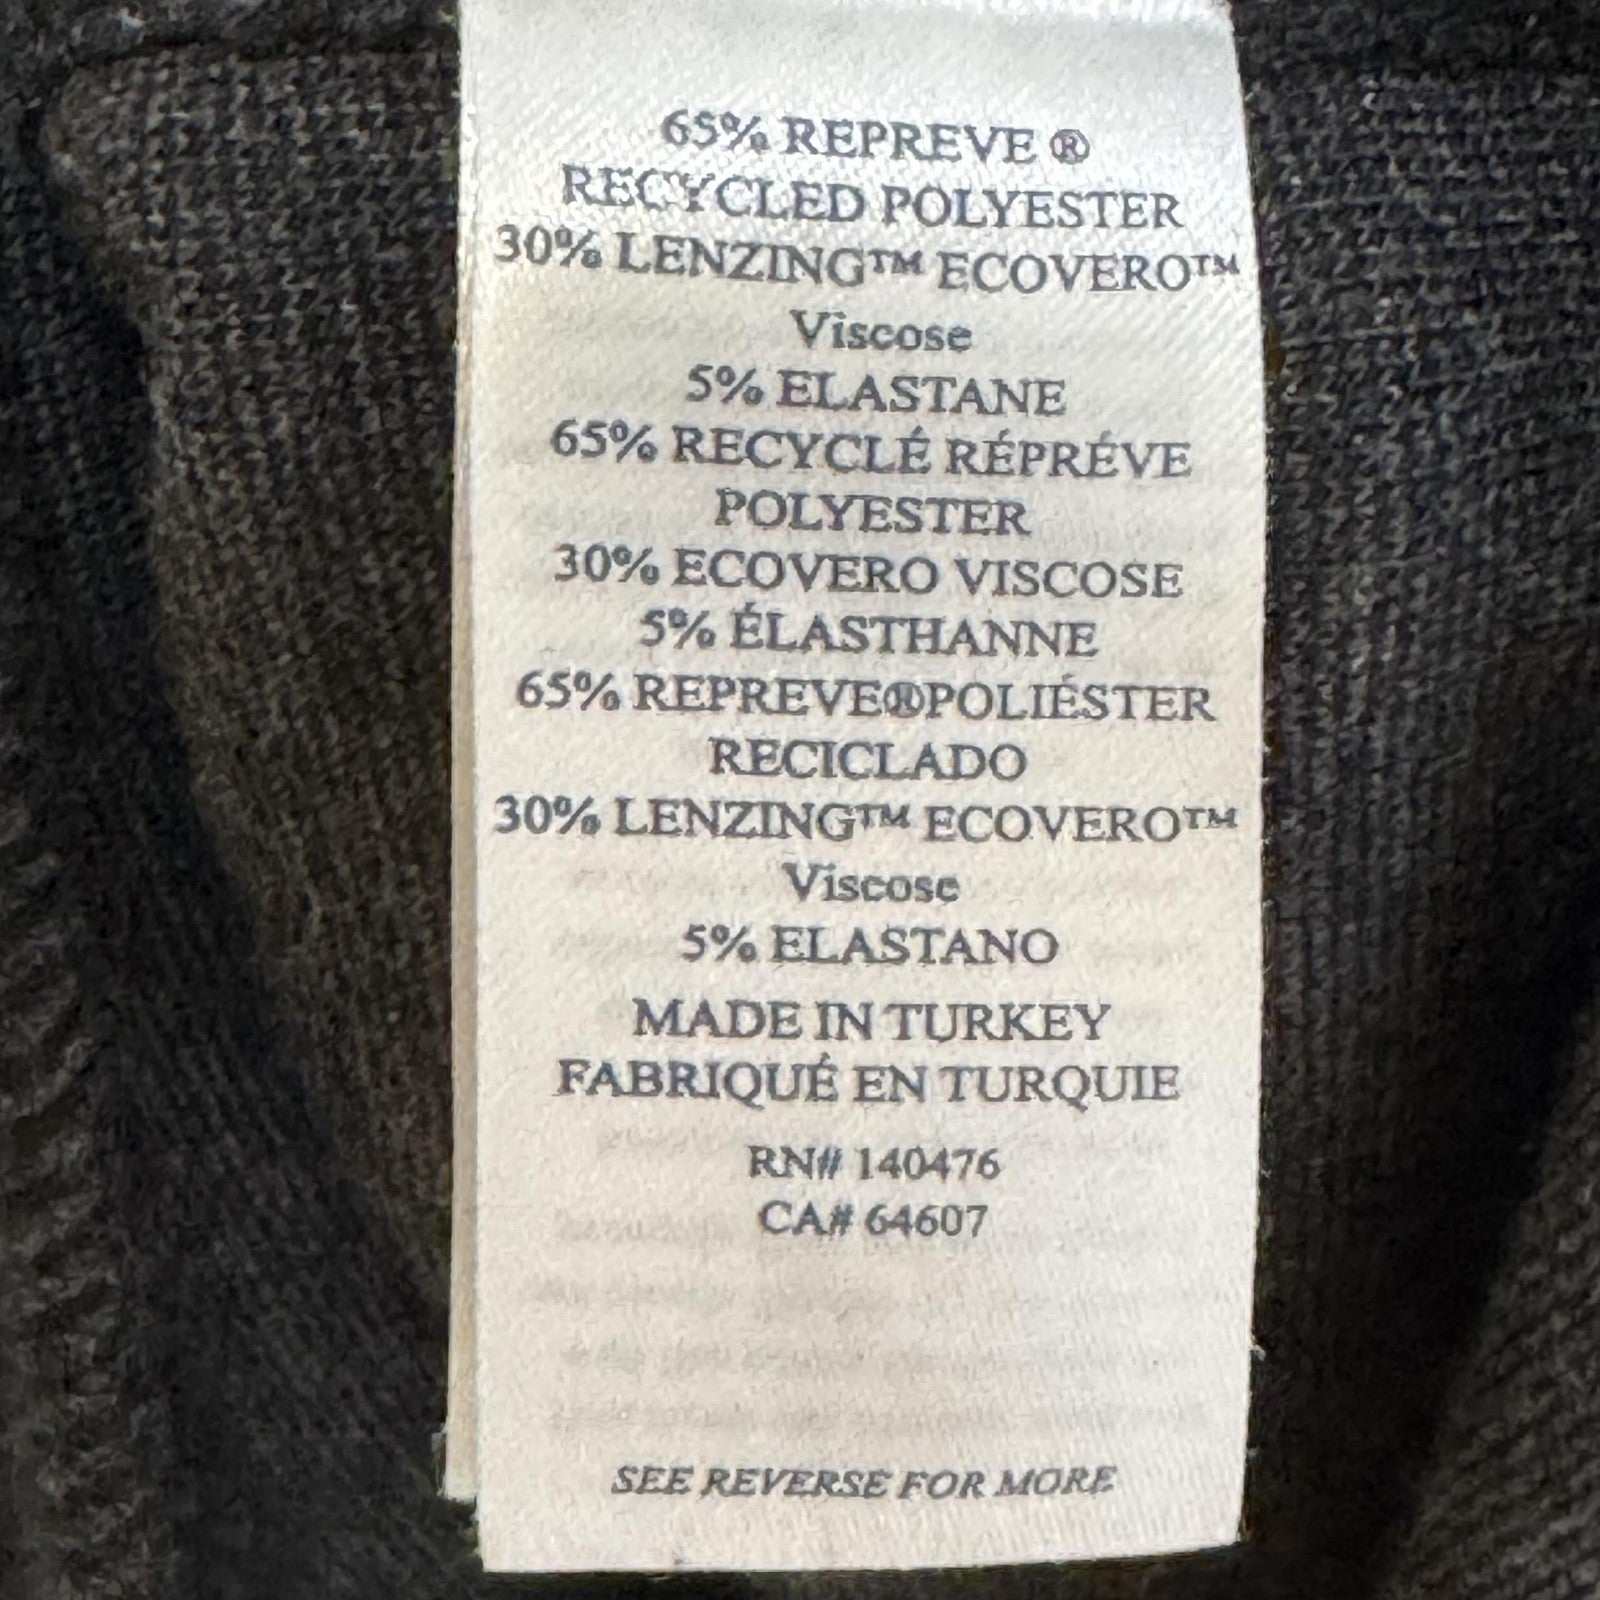 65% REPREVE ®
RECYCLED POLYESTER
30% LENZING™ ECOVERO™
Viscose
5% ELASTANE
65% RECYCLÉ RÉPRÉVE
POLYESTER
30% ECOVERO VISCOSE
5% ÉLASTHANNE
65% REPREVE®POLIÉSTER
RECICLADO
30% LENZING™ ECOVERO™
Viscose
5% ELASTANO
MADE IN TURKEY
FABRIQUÉ EN TURQUIE
RN# 140476
CA# 64607
SEE REVERSE FOR MORE